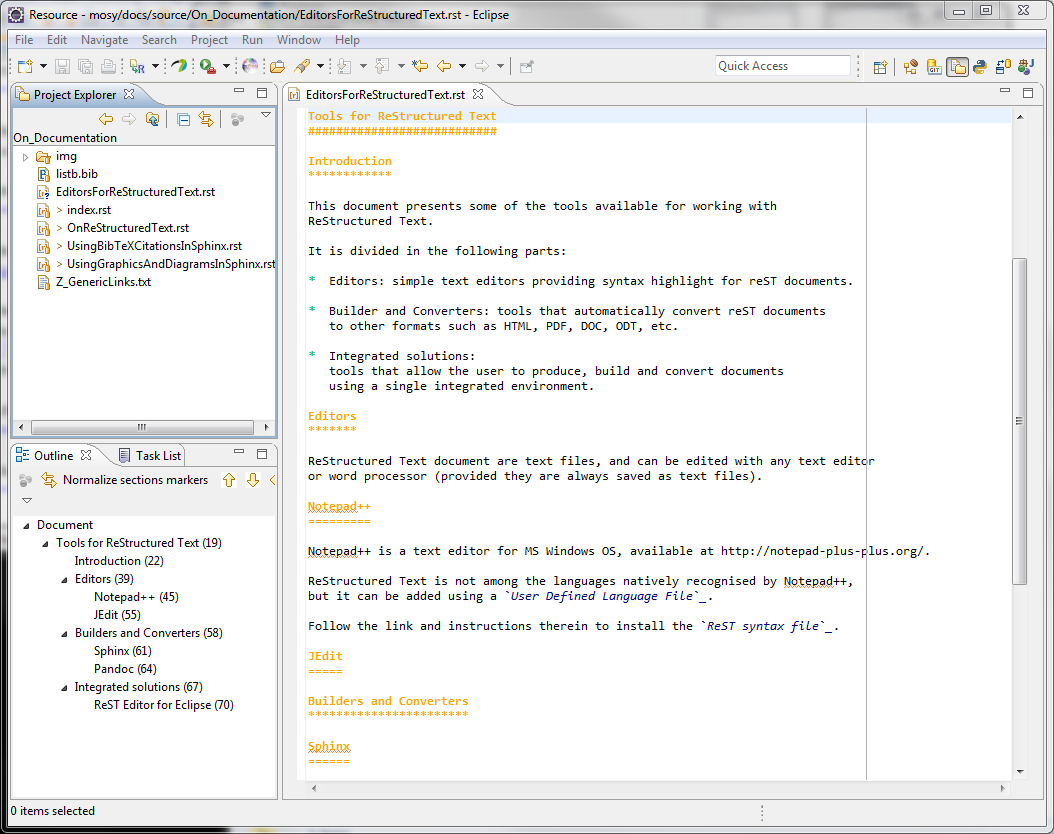 Resource - mosy/docs/source/On_Documentation/EditorsForReStructuredText.rst - Eclipse
File Edit Navigate Search Project Run Window Help
Quick Access
GIT
Project Explorer
On_Documentation
img
listb.bib
EditorsForReStructuredText.rst
> index.rst
> OnReStructuredText.rst
> UsingBibTeXCitationsInSphinx.rst
> UsingGraphicsAndDiagramsInSphinx.rst
Z_GenericLinks.txt
Outline
Task List
Normalize sections markers
Document
Tools for ReStructured Text (19)
Introduction (22)
Editors (39)
Notepad++ (45)
JEdit (55)
Builders and Converters (58)
Sphinx (61)
Pandoc (64)
Integrated solutions (67)
ReST Editor for Eclipse (70)
EditorsForReStructuredText.rst
Tools for ReStructured Text
###########################
Introduction
************
This document presents some of the tools available for working with
ReStructured Text.
It is divided in the following parts:
* Editors: simple text editors providing syntax highlight for reST documents.
* Builder and Converters: tools that automatically convert reST documents
to other formats such as HTML, PDF, DOC, ODT, etc.
* Integrated solutions:
tools that allow the user to produce, build and convert documents
using a single integrated environment.
Editors
*******
ReStructured Text document are text files, and can be edited with any text editor
or word processor (provided they are always saved as text files).
Notepad++
=========
Notepad++ is a text editor for MS Windows OS, available at http://notepad-plus-plus.org/.
ReStructured Text is not among the languages natively recognised by Notepad++,
but it can be added using a `User Defined Language File`_.
Follow the link and instructions therein to install the `ReST syntax file`_.
JEdit
=====
Builders and Converters
***********************
Sphinx
======
0 items selected